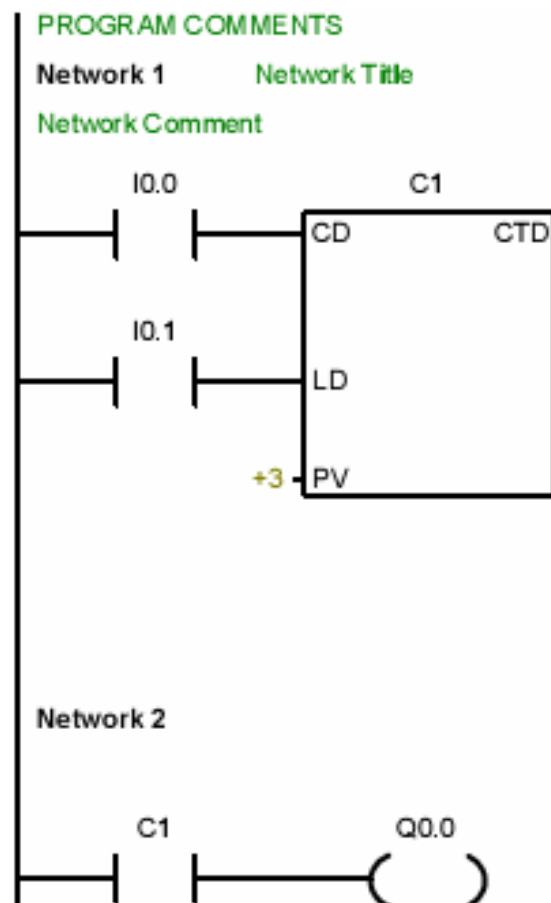 PROGRAM COMMENTS
Network 1 Network Title
Network Comment
I0.0 C1
CD CTD
I0.1
LD
+3 PV
Network 2
C1 Q0.0